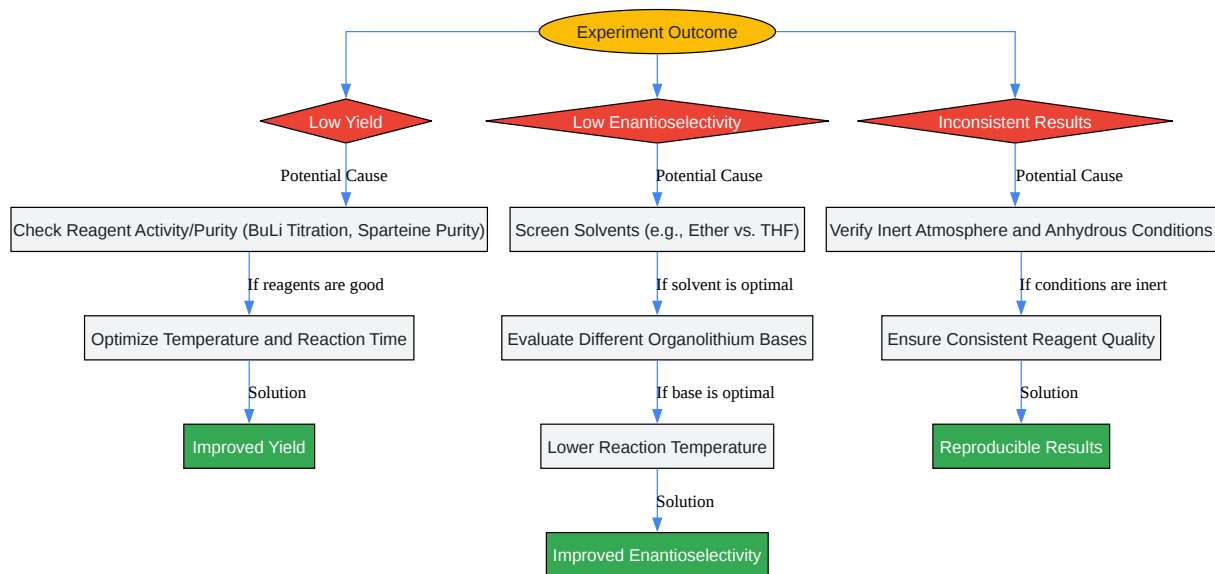 Experiment Outcome
Low Yield
Low Enantioselectivity
Inconsistent Results
Potential Cause
Potential Cause
Potential Cause
Check Reagent Activity/Purity (BuLi Titration, Sparteine Purity)
Screen Solvents (e.g., Ether vs. THF)
Verify Inert Atmosphere and Anhydrous Conditions
If reagents are good
If solvent is optimal
If conditions are inert
Optimize Temperature and Reaction Time
Evaluate Different Organolithium Bases
Ensure Consistent Reagent Quality
Solution
If base is optimal
Solution
Improved Yield
Lower Reaction Temperature
Reproducible Results
Solution
Improved Enantioselectivity